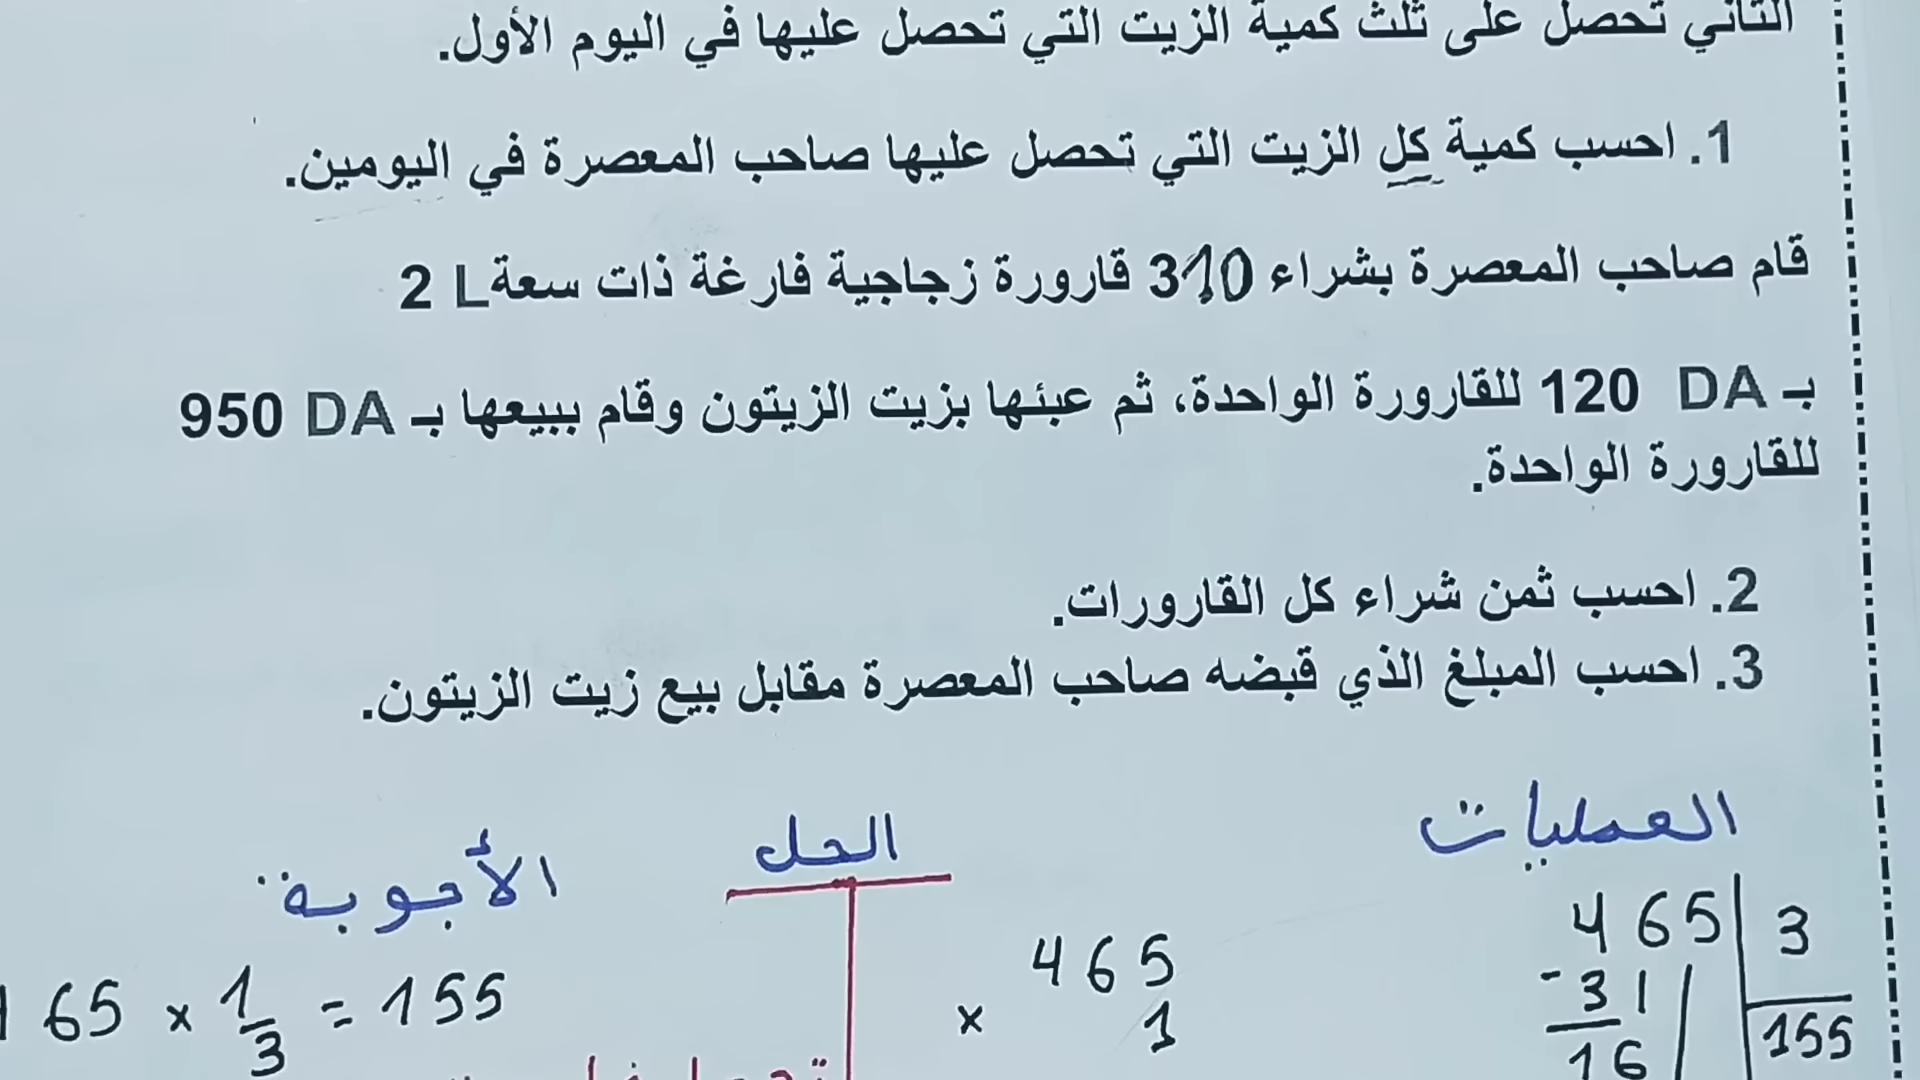 الثاني تحصل على ثلث كمية الزيت التي تحصل عليها في اليوم الأول.
1. احسب كمية كل الزيت التي تحصل عليها صاحب المعصرة في اليومين.
قام صاحب المعصرة بشراء 310 قارورة زجاجية فارغة ذات سعة 2 L
بـ 120 DA للقارورة الواحدة، ثم عبئها بزيت الزيتون وقام ببيعها بـ 950 DA
للقارورة الواحدة.
2. احسب ثمن شراء كل القارورات.
3. احسب المبلغ الذي قبضه صاحب المعصرة مقابل بيع زيت الزيتون.
العمليات
الحل
الأجوبة
465 | 3
- 3
16
155
465
× 1
65 × 1/3 = 155